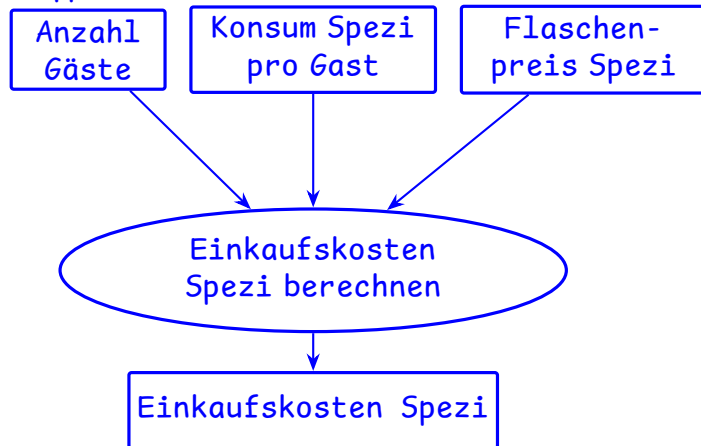 Anzahl
Gäste
Konsum Spezi
pro Gast
Flaschen-
preis Spezi
Einkaufskosten
Spezi berechnen
Einkaufskosten Spezi